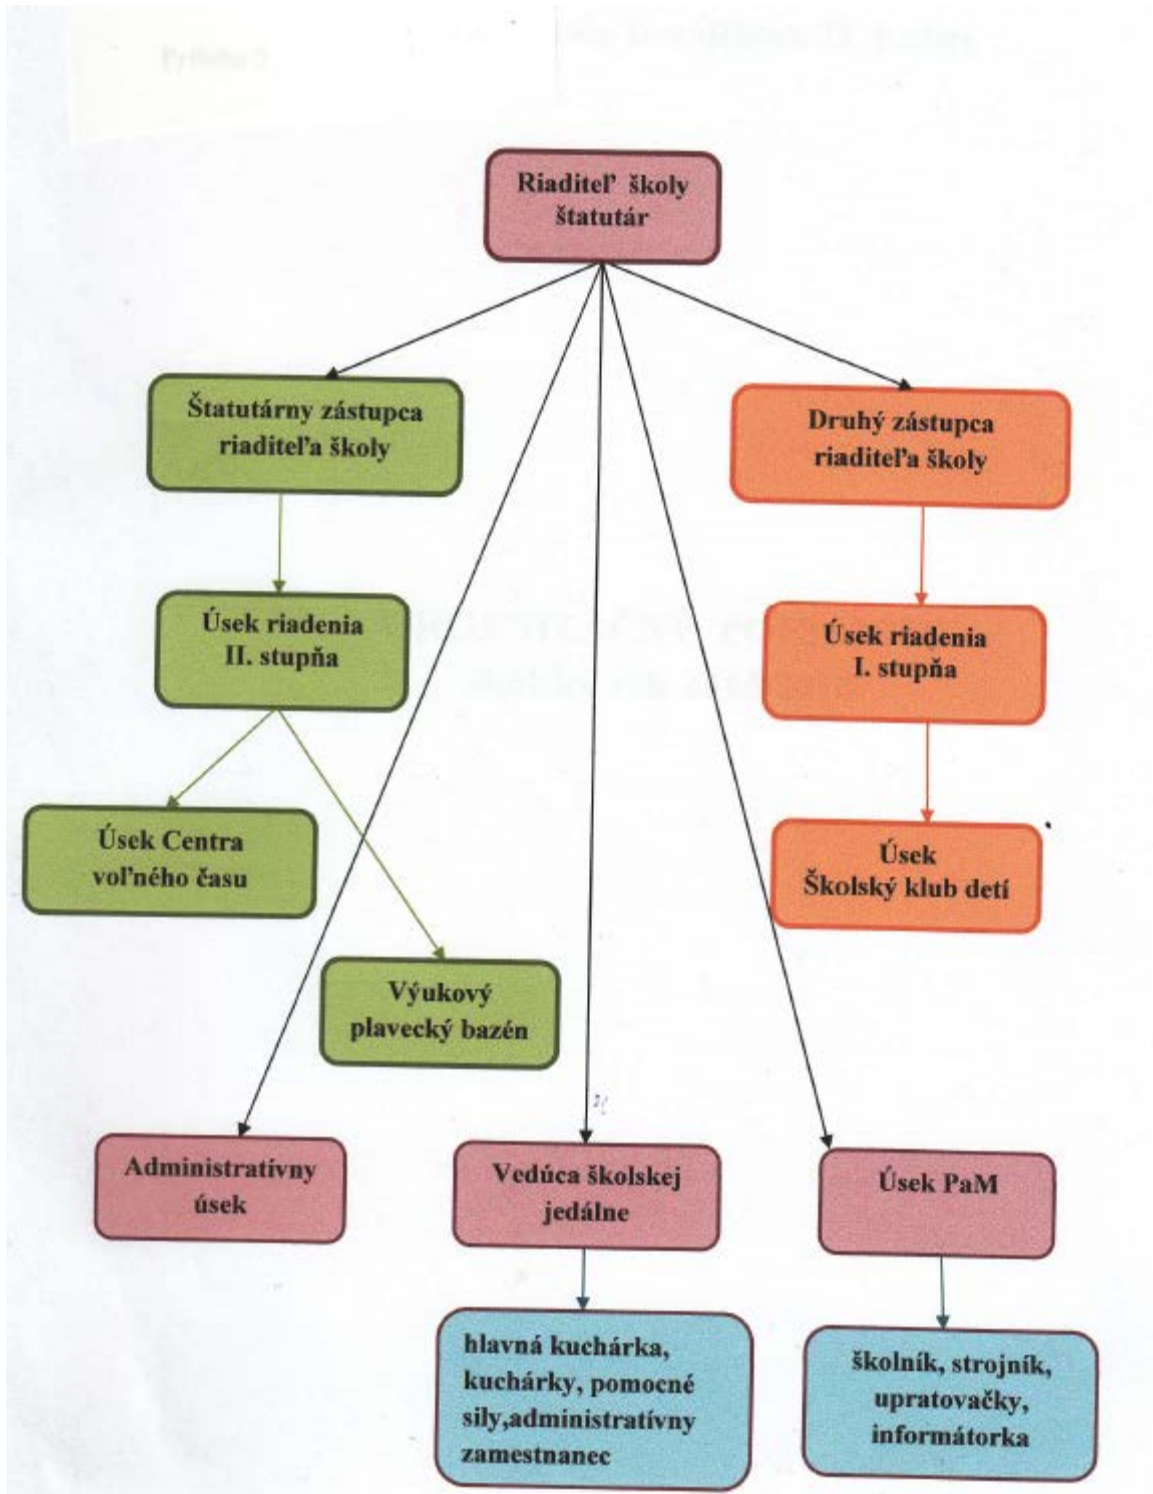 Riaditeľ školy
štatutár
Štatutárny zástupca
riaditeľa školy
Druhý zástupca
riaditeľa školy
Úsek riadenia
II. stupňa
Úsek riadenia
I. stupňa
Úsek Centra
voľného času
Úsek
Školský klub detí
Výukový
plavecký bazén
Administratívny
úsek
Vedúca školskej
jedálne
Úsek PaM
hlavná kuchárka,
kuchárky, pomocné
sily,administratívny
zamestnanec
školník, strojník,
upratovačky,
informátorka